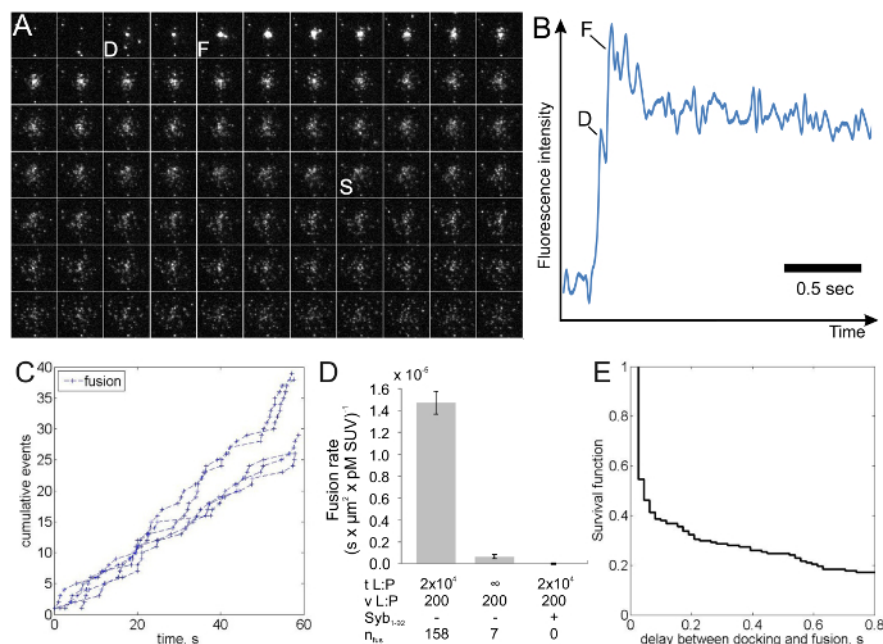 A
D
F
S
B
F
D
Fluorescence intensity
0.5 sec
Time
C
fusion
cumulative events
40
35
30
25
20
15
10
5
0
0 20 40 60
time, s
D
x 10⁻⁶
Fusion rate
(s x µm² x pM SUV)⁻¹
1.6
1.4
1.2
1.0
0.8
0.6
0.4
0.2
0.0
t L:P 2x10⁴ ∞ 2x10⁴
v L:P 200 200 200
Syb₁₋₉₂ - - +
158 7 0
E
Survival function
1
0.8
0.6
0.4
0.2
0
0 0.2 0.4 0.6 0.8
delay between docking and fusion, s